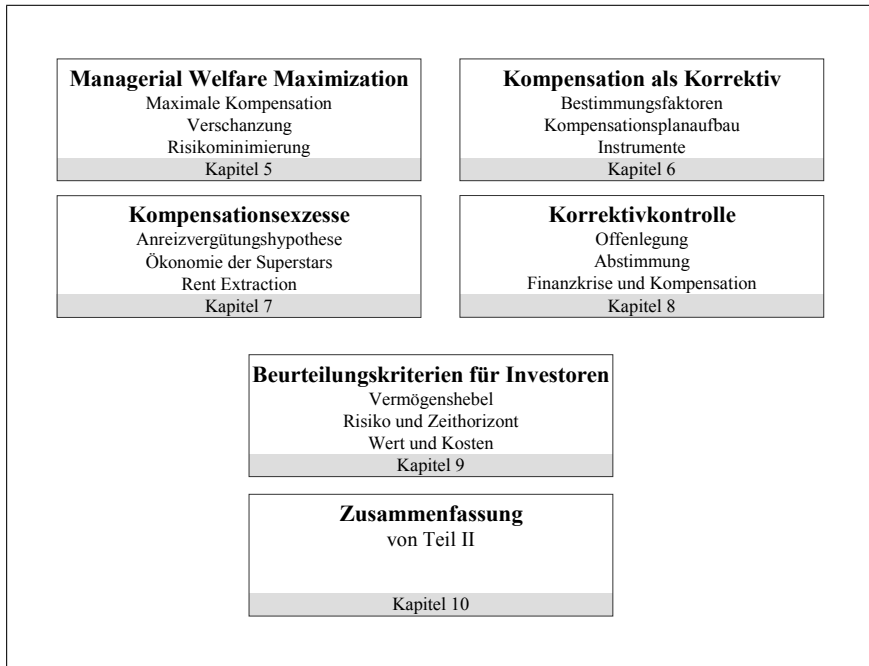 Managerial Welfare Maximization
Maximale Kompensation
Verschanzung
Risikominimierung
Kapitel 5
Kompensation als Korrektiv
Bestimmungsfaktoren
Kompensationsplanaufbau
Instrumente
Kapitel 6
Kompensationsexzesse
Anreizvergütungshypothese
Ökonomie der Superstars
Rent Extraction
Kapitel 7
Korrektivkontrolle
Offenlegung
Abstimmung
Finanzkrise und Kompensation
Kapitel 8
Beurteilungskriterien für Investoren
Vermögenshebel
Risiko und Zeithorizont
Wert und Kosten
Kapitel 9
Zusammenfassung
von Teil II
Kapitel 10